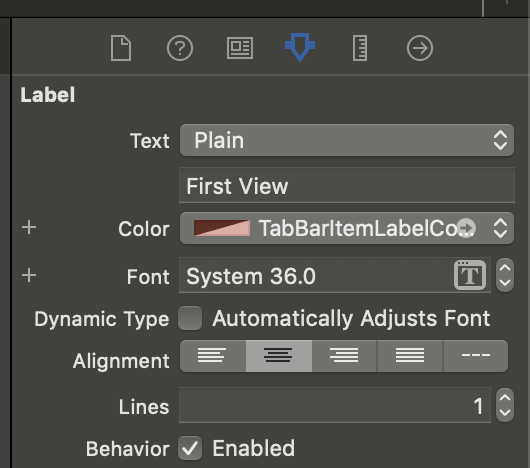 Label
Text Plain
First View
Color TabBarItemLabelCo...
Font System 36.0 T
Dynamic Type Automatically Adjusts Font
Alignment
Lines 1
Behavior Enabled